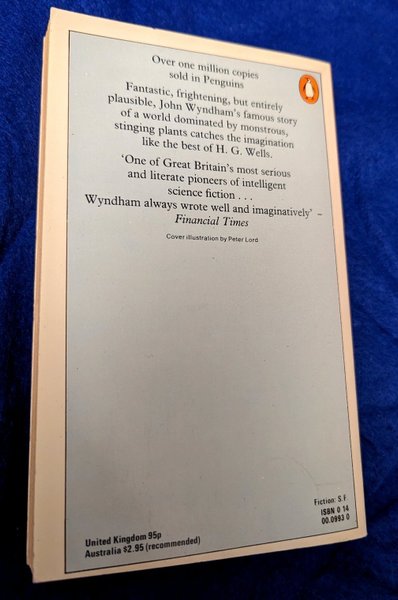 Over one million copies
sold in Penguins
Fantastic, frightening, but entirely
plausible, John Wyndham's famous story
of a world dominated by monstrous,
stinging plants catches the imagination
like the best of H. G. Wells.
'One of Great Britain's most serious
and literate pioneers of intelligent
science fiction . . .
Wyndham always wrote well and imaginatively' –
Financial Times
Cover illustration by Peter Lord
United Kingdom 95p
Australia $2.95 (recommended)
Fiction: S.F.
ISBN 0 14
00.0993 0